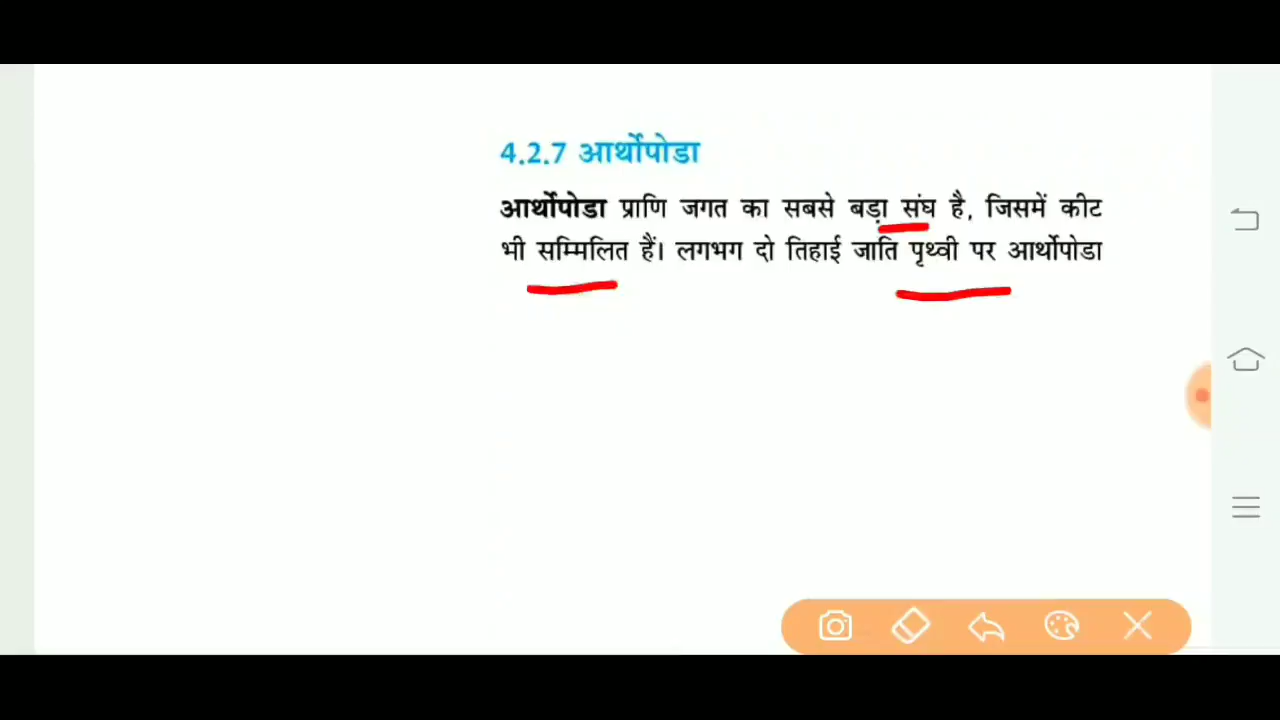 4.2.7 आर्थोपोडा
आर्थोपोडा प्राणि जगत का सबसे बड़ा संघ है, जिसमें कीट
भी सम्मिलित हैं। लगभग दो तिहाई जाति पृथ्वी पर आर्थोपोडा